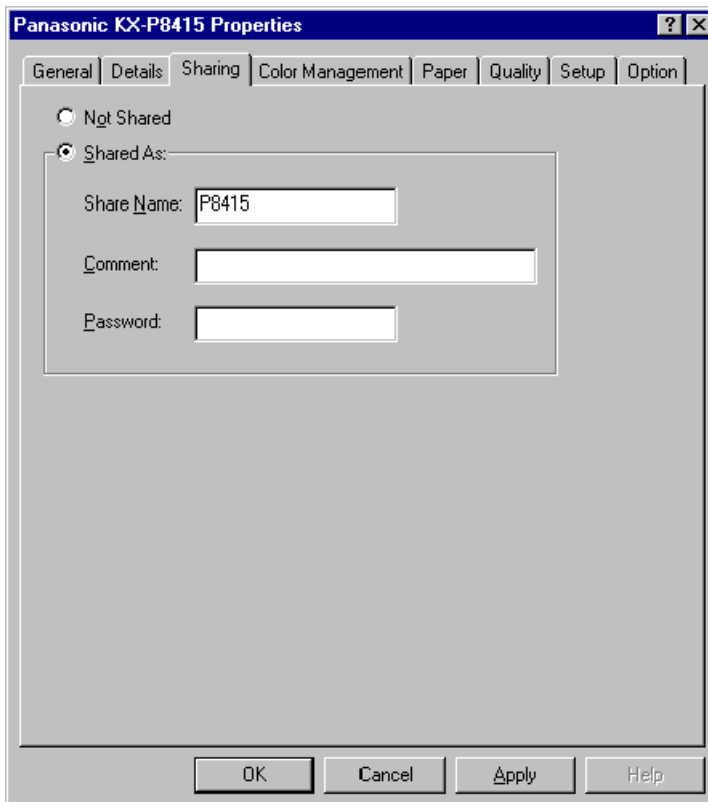 Panasonic KX-P8415 Properties
General Details Sharing Color Management Paper Quality Setup Option
Not Shared
Shared As:
Share Name: P8415
Comment:
Password:
OK Cancel Apply Help